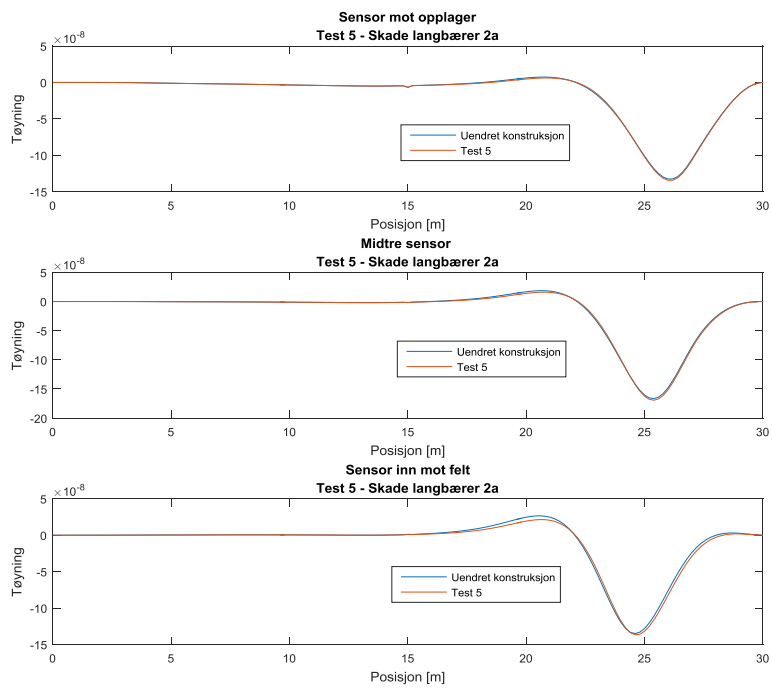 Sensor mot opplager
Test 5 - Skade langbærer 2a
×10^-8
5
0
-5
-10
-15
Tøyning
Uendret konstruksjon
Test 5
0 5 10 15 20 25 30
Posisjon [m]
Midtre sensor
Test 5 - Skade langbærer 2a
×10^-8
5
0
-5
-10
-15
-20
Tøyning
Uendret konstruksjon
Test 5
0 5 10 15 20 25 30
Posisjon [m]
Sensor inn mot felt
Test 5 - Skade langbærer 2a
×10^-8
5
0
-5
-10
-15
Tøyning
Uendret konstruksjon
Test 5
0 5 10 15 20 25 30
Posisjon [m]